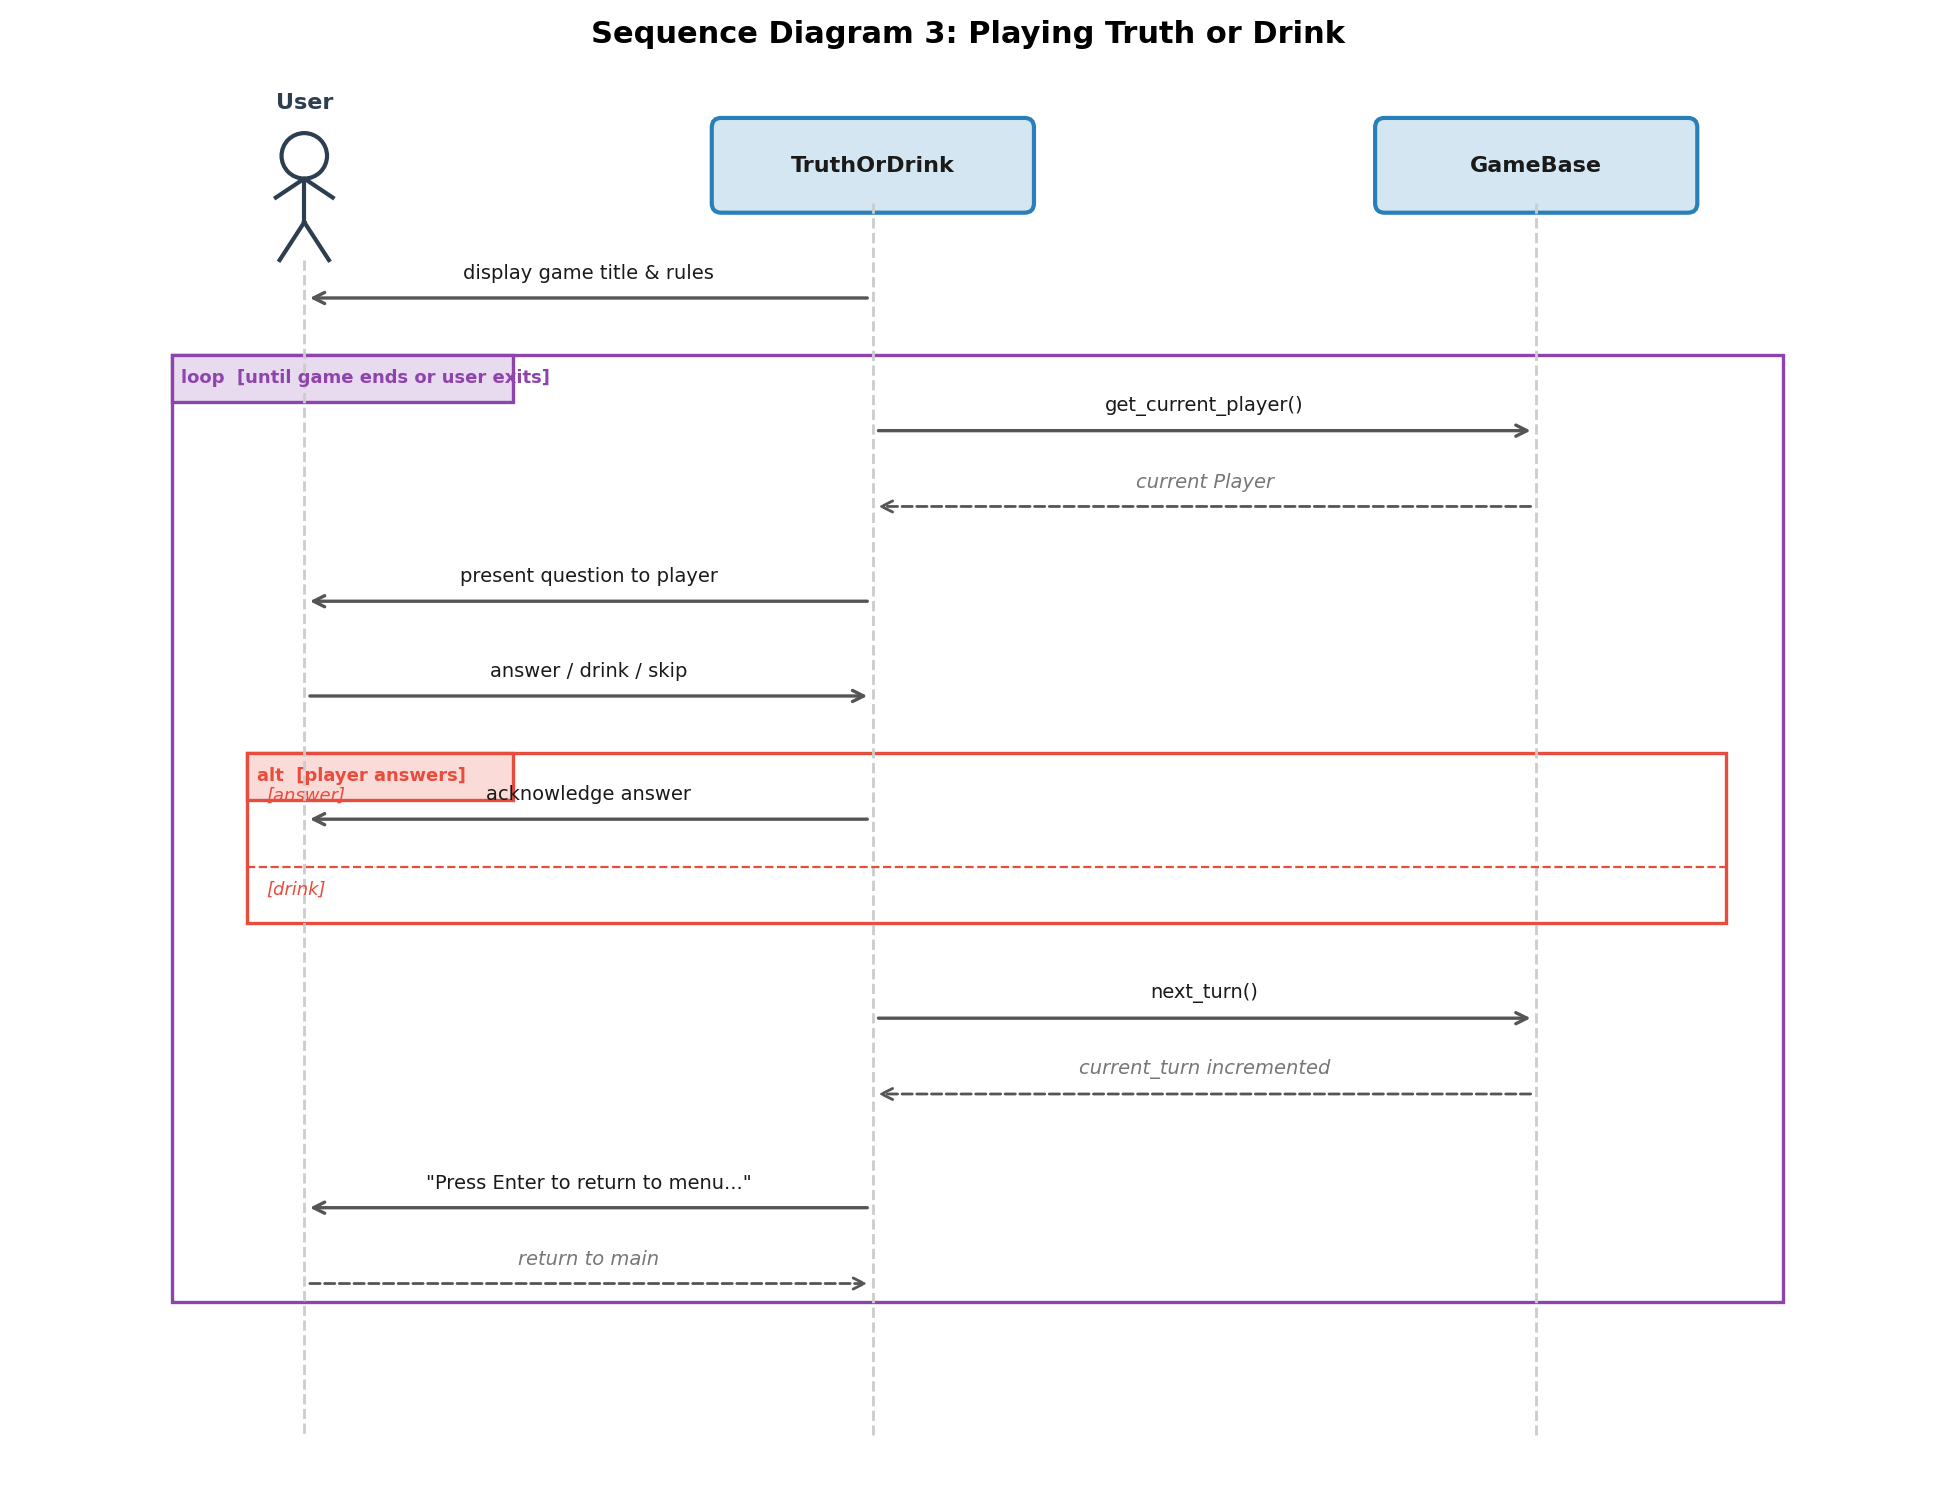 Sequence Diagram 3: Playing Truth or Drink
User
TruthOrDrink
GameBase
display game title & rules
loop [until game ends or user exits]
get_current_player()
current Player
present question to player
answer / drink / skip
alt [player answers]
[answer]
acknowledge answer
[drink]
next_turn()
current_turn incremented
"Press Enter to return to menu..."
return to main